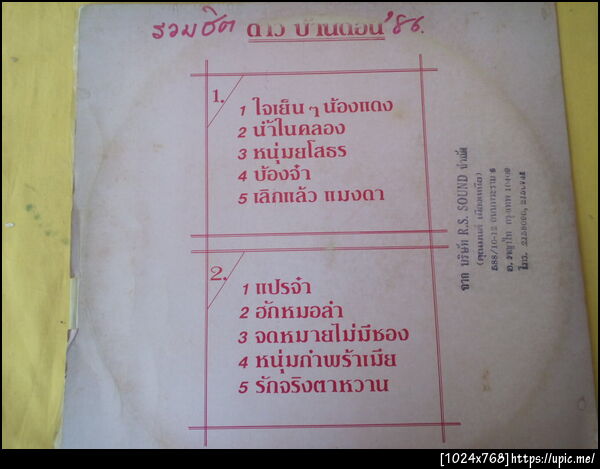 รวมฮิต ดาว บ้านดอน'86.
1.
1 ใจเย็น ๆ น้องแดง
2 น้ำในคลอง
3 หนุ่มยโสธร
4 บ้องจ๋า
5 เลิกแล้ว แมงดา
2.
1 แปรจ๋า
2 ฮักหมอลำ
3 จดหมายไม่มีซอง
4 หนุ่มกำพร้าเมีย
5 รักจริงตาหวาน
จาก บริษัท R.S. SOUND จำกัด
588/10-12
[1024x768]https://upic.me/